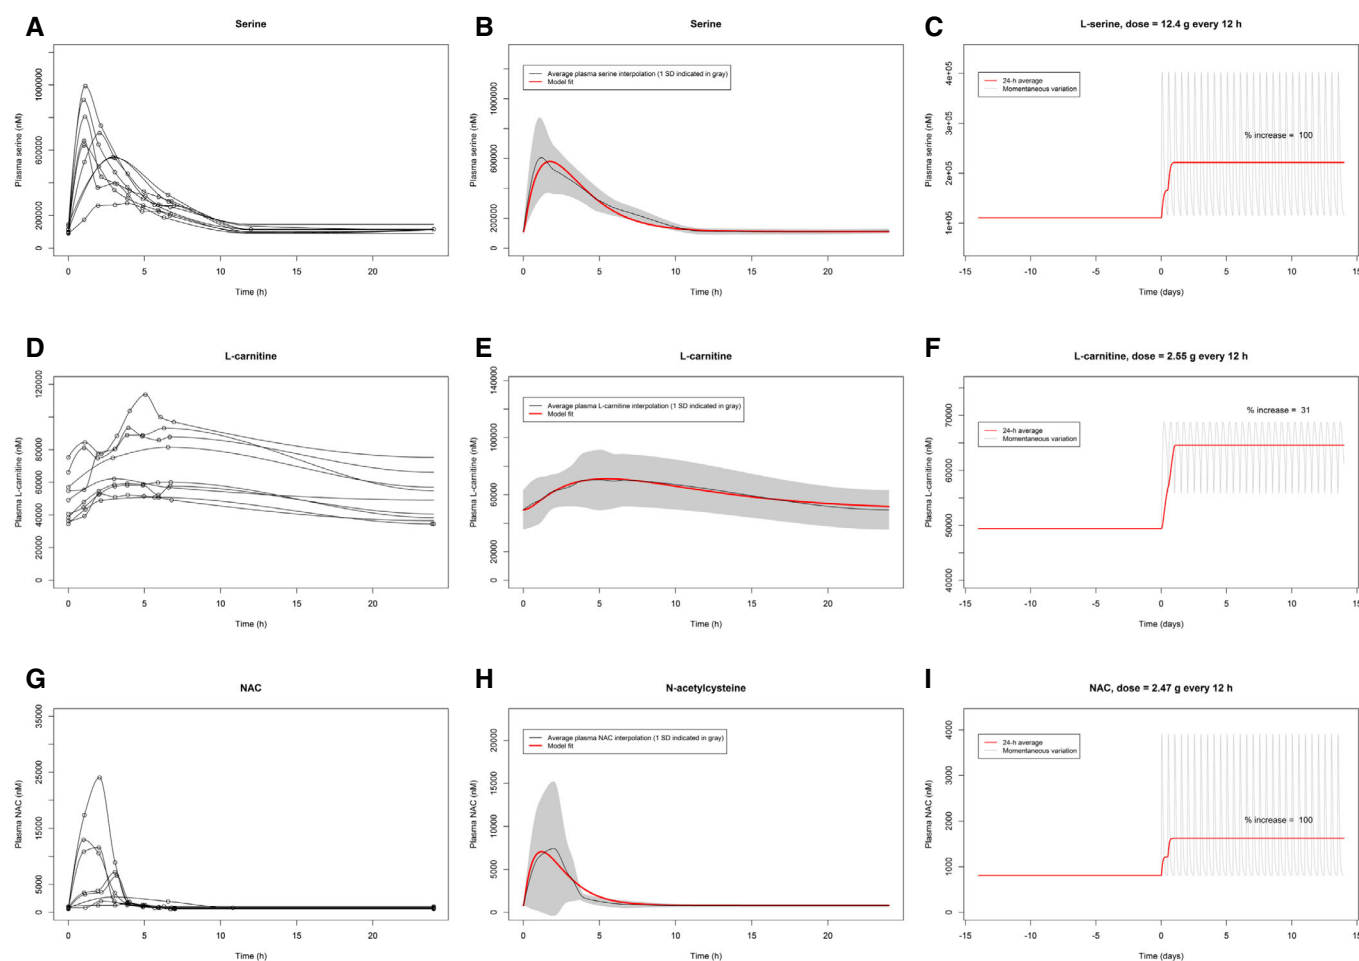 A
Serine
Plasma serine (nM)
0
200000
600000
1000000
0
5
10
15
20
Time (h)
B
Serine
Average plasma serine interpolation (1 SD indicated in gray)
Model fit
Plasma serine (nM)
0
200000
600000
1000000
0
5
10
15
20
Time (h)
C
L-serine, dose = 12.4 g every 12 h
24-h average
Momentaneous variation
% increase = 100
Plasma serine (nM)
1e+05
2e+05
3e+05
4e+05
-15
-10
-5
0
5
10
15
Time (days)
D
L-carnitine
Plasma L-carnitine (nM)
0
20000
40000
60000
80000
120000
0
5
10
15
20
Time (h)
E
L-carnitine
Average plasma L-carnitine interpolation (1 SD indicated in gray)
Model fit
Plasma L-carnitine (nM)
0
20000
60000
100000
140000
0
5
10
15
20
Time (h)
F
L-carnitine, dose = 2.55 g every 12 h
24-h average
Momentaneous variation
% increase = 31
Plasma L-carnitine (nM)
40000
50000
60000
70000
-15
-10
-5
0
5
10
15
Time (days)
G
NAC
Plasma NAC (nM)
0
5000
15000
25000
35000
0
5
10
15
20
Time (h)
H
N-acetylcysteine
Average plasma NAC interpolation (1 SD indicated in gray)
Model fit
Plasma NAC (nM)
0
5000
10000
15000
20000
0
5
10
15
20
Time (h)
I
NAC, dose = 2.47 g every 12 h
24-h average
Momentaneous variation
% increase = 100
Plasma NAC (nM)
0
1000
2000
3000
4000
-15
-10
-5
0
5
10
15
Time (days)